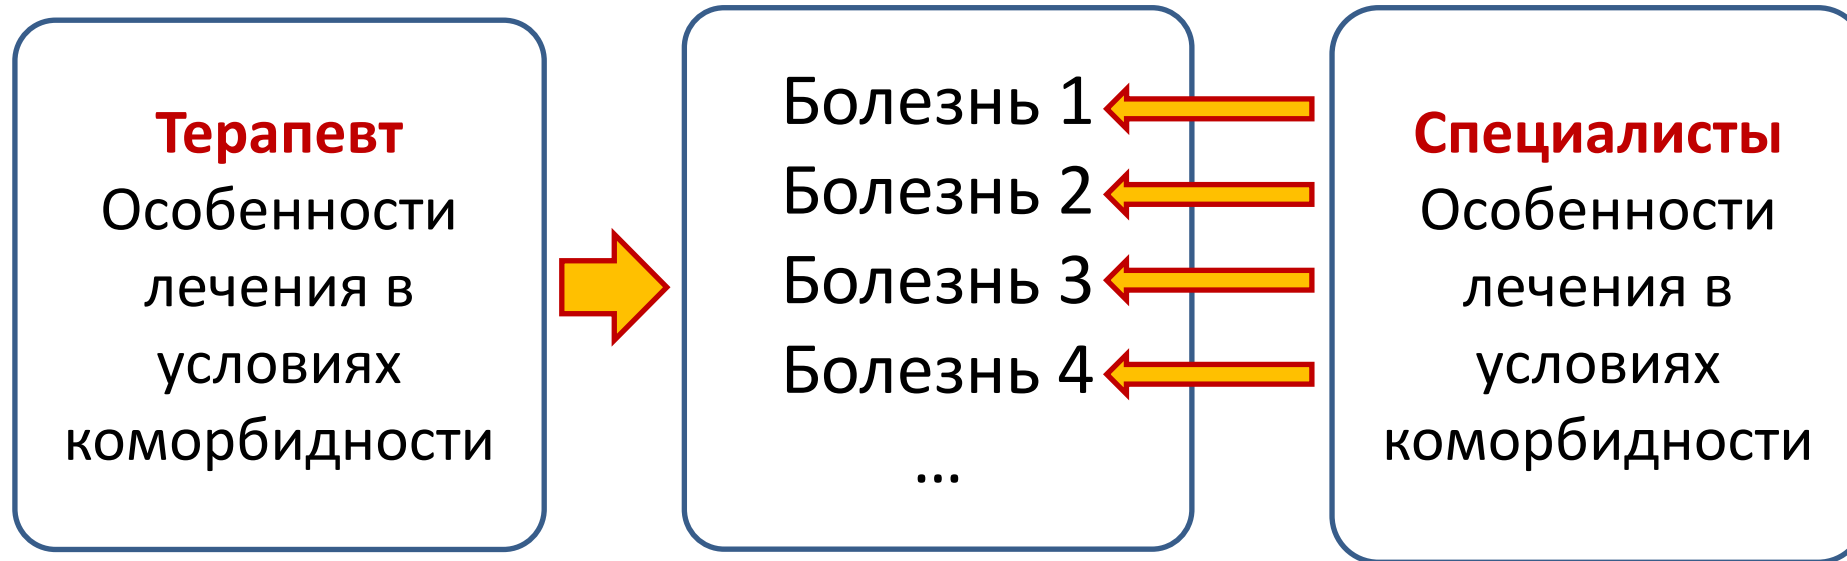 Терапевт
Особенности
лечения в
условиях
коморбидности
Болезнь 1
Болезнь 2
Болезнь 3
Болезнь 4
...
Специалисты
Особенности
лечения в
условиях
коморбидности